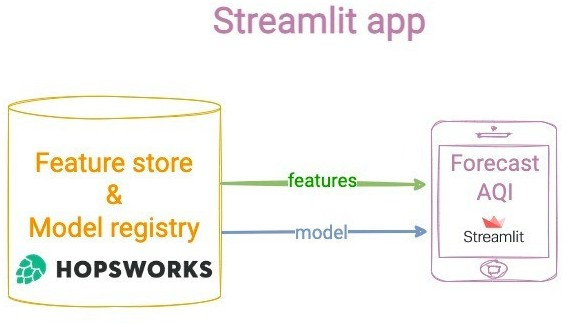 Streamlit app
Feature store
&
Model registry
HOPSWORKS
features
model
Forecast
AQI
Streamlit